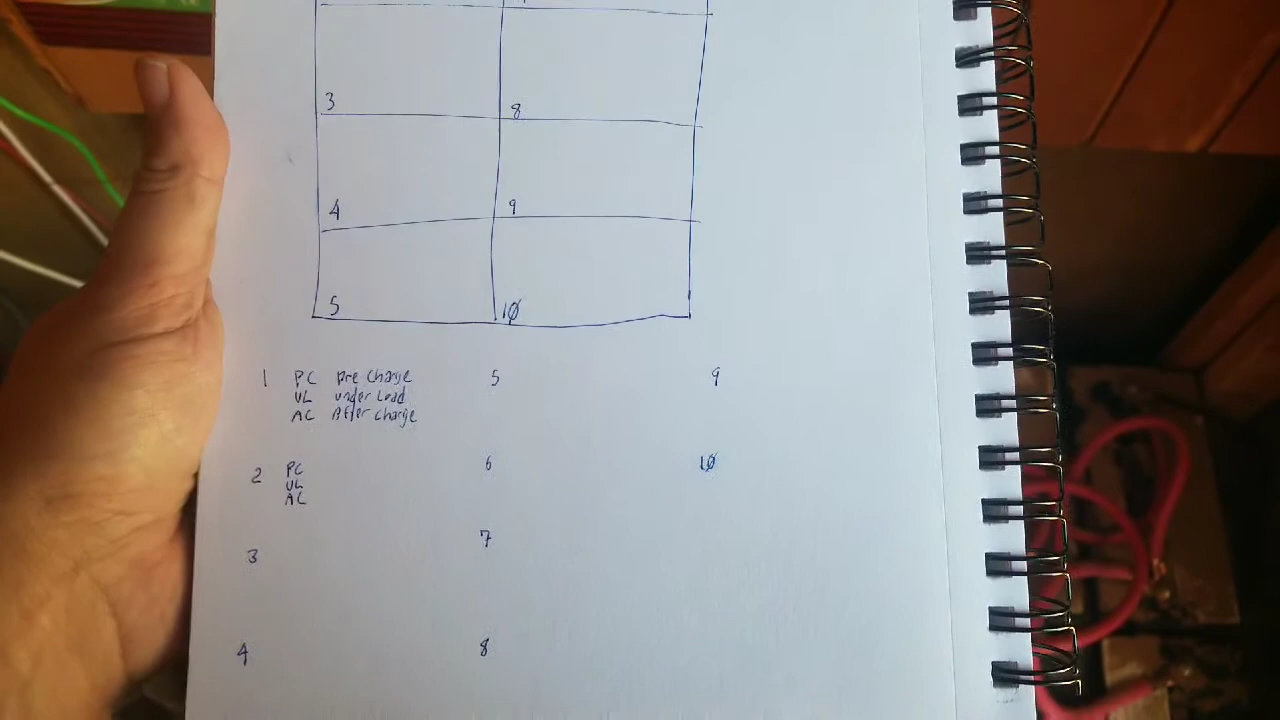 3 8
4 9
5 10
1 PC Pre Charge 5 9
UL Under Load
AC After Charge
2 PC 6 10
UL
AC
3 7
4 8